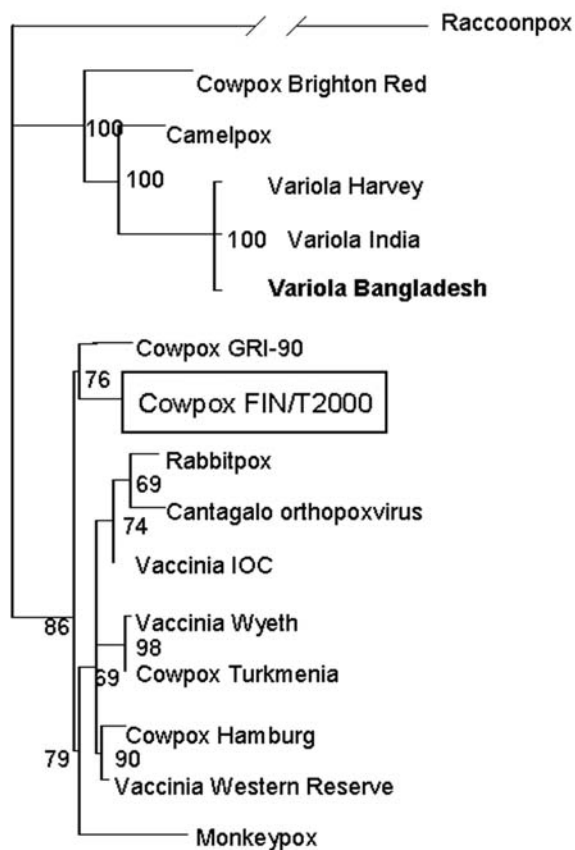 Raccoonpox
Cowpox Brighton Red
100
Camelpox
100
Variola Harvey
100
Variola India
Variola Bangladesh
Cowpox GRI-90
76
Cowpox FIN/T2000
Rabbitpox
69
Cantagalo orthopoxvirus
74
Vaccinia IOC
Vaccinia Wyeth
86
98
69
Cowpox Turkmenia
Cowpox Hamburg
79
90
Vaccinia Western Reserve
Monkeypox